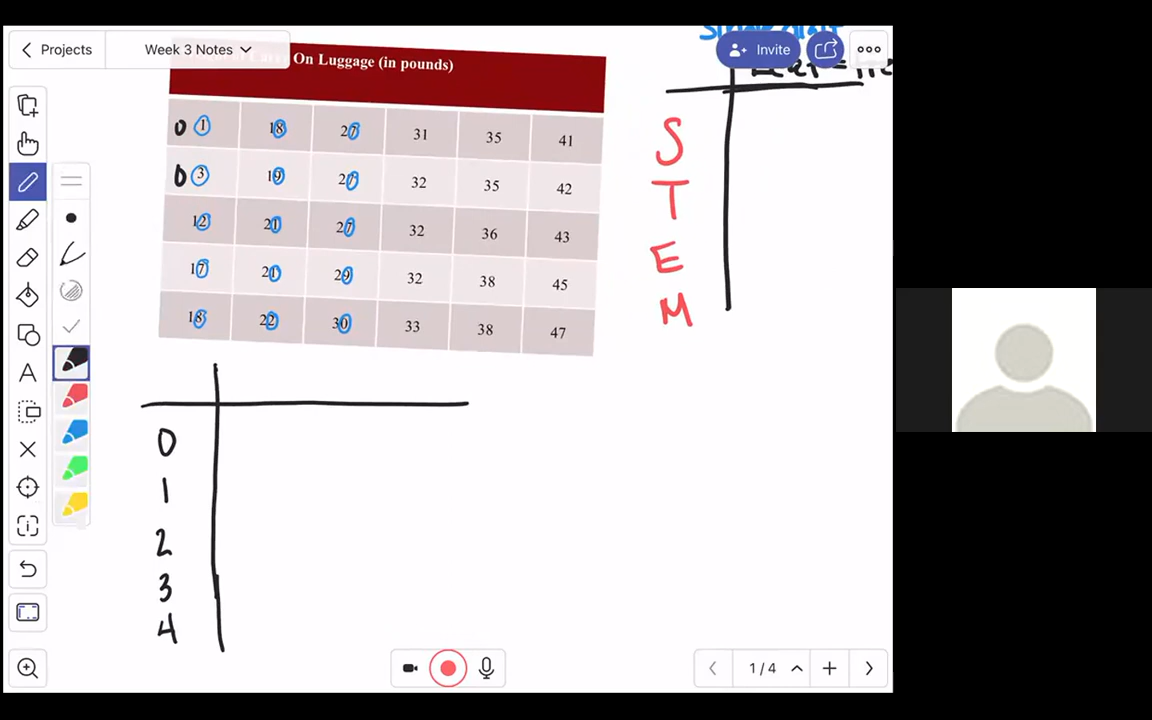 Projects
Week 3 Notes
On Luggage (in pounds)
Invite
0 1 18 27 31 35 41
0 3 19 27 32 35 42
12 21 27 32 36 43
17 21 29 32 38 45
18 22 30 33 38 47
S
T
E
M
0
1
2
3
4
A
1/4